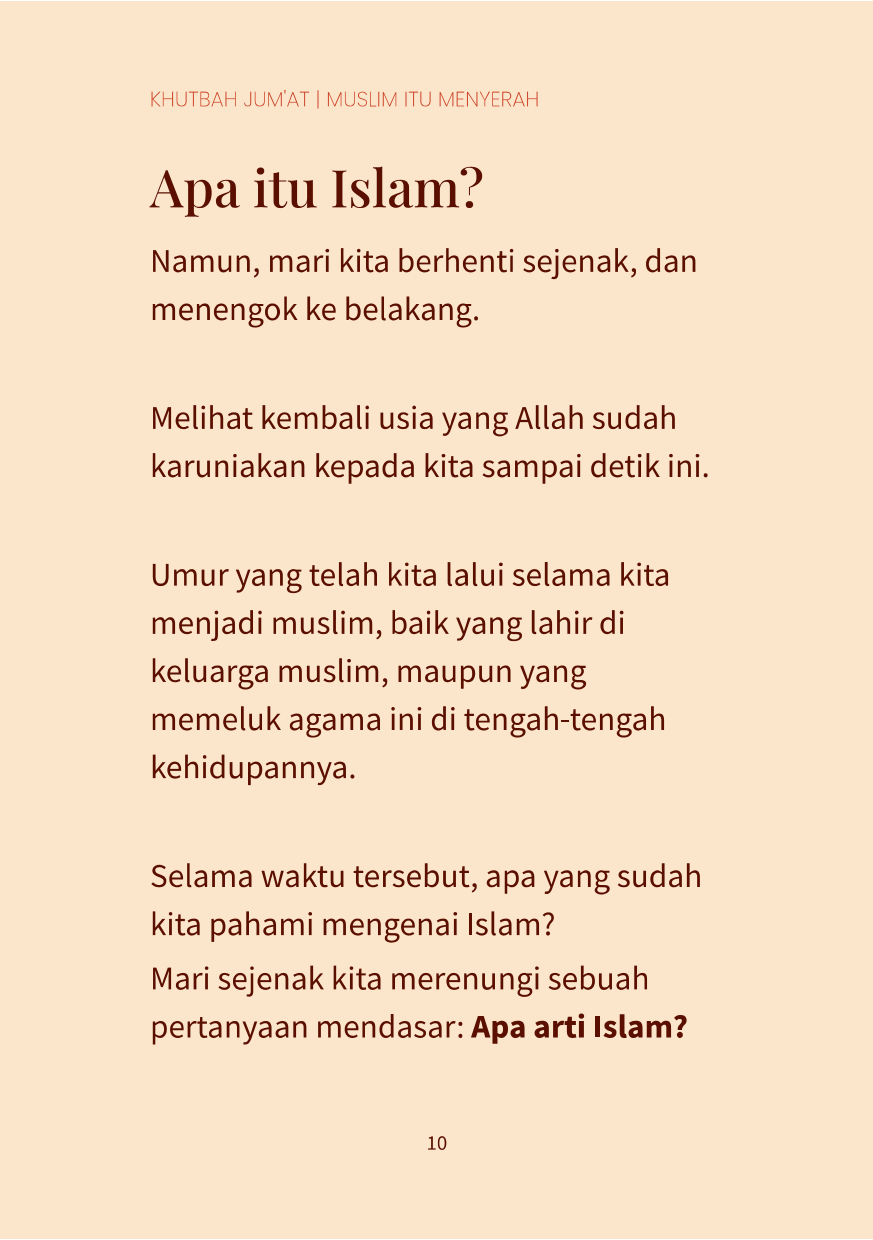 KHUTBAH JUM'AT | MUSLIM ITU MENYERAH
Apa itu Islam?
Namun, mari kita berhenti sejenak, dan
menengok ke belakang.
Melihat kembali usia yang Allah sudah
karuniakan kepada kita sampai detik ini.
Umur yang telah kita lalui selama kita
menjadi muslim, baik yang lahir di
keluarga muslim, maupun yang
memeluk agama ini di tengah-tengah
kehidupannya.
Selama waktu tersebut, apa yang sudah
kita pahami mengenai Islam?
Mari sejenak kita merenungi sebuah
pertanyaan mendasar: Apa arti Islam?
10